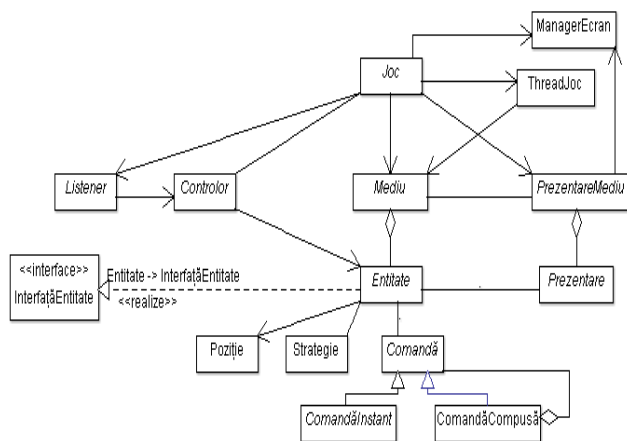 ManagerEcran
Joc
ThreadJoc
Listener
Controlor
Mediu
PrezentareMediu
<<interface>>
InterfațăEntitate
Entitate -> InterfațăEntitate
<<realize>>
Entitate
Prezentare
Poziție
Strategie
Comandă
ComandăInstant
ComandăCompusă